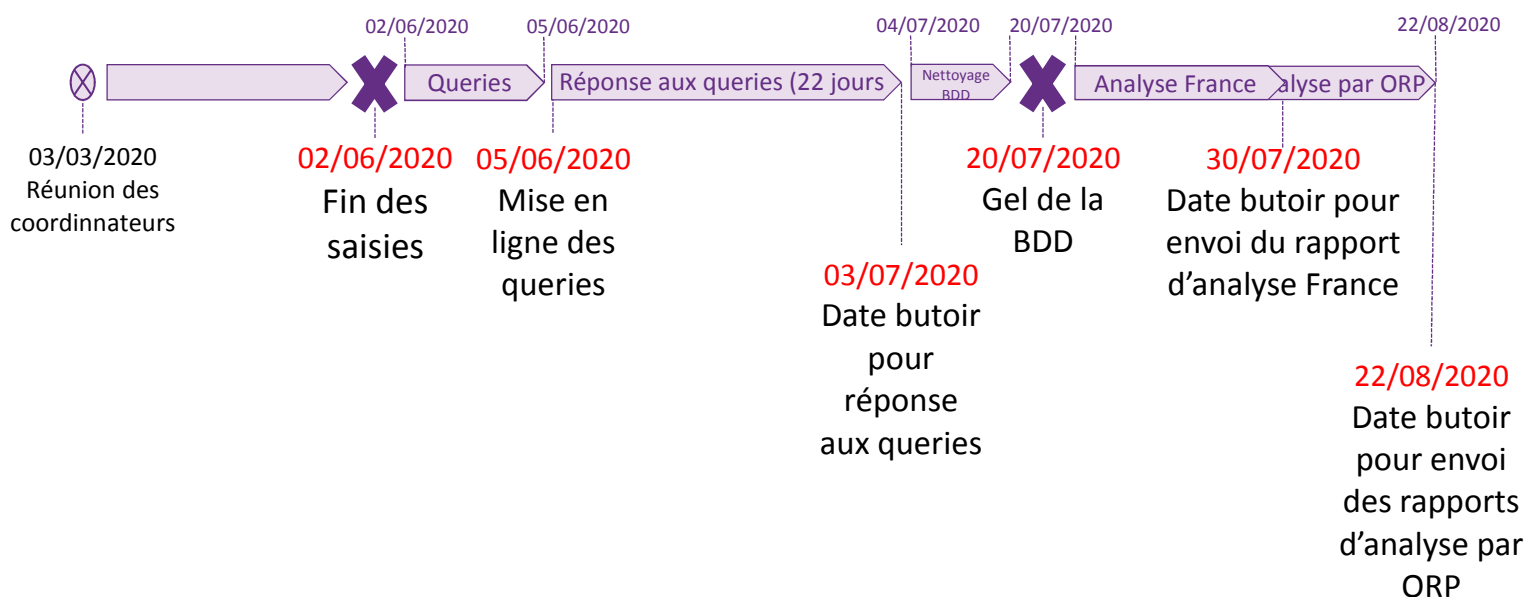 02/06/2020
05/06/2020
04/07/2020
20/07/2020
22/08/2020
Queries
Réponse aux queries (22 jours
Nettoyage
BDD
Analyse France
alyse par ORP
03/03/2020
Réunion des
coordinnateurs
02/06/2020
Fin des
saisies
05/06/2020
Mise en
ligne des
queries
03/07/2020
Date butoir
pour
réponse
aux queries
20/07/2020
Gel de la
BDD
30/07/2020
Date butoir pour
envoi du rapport
d’analyse France
22/08/2020
Date butoir
pour envoi
des rapports
d’analyse par
ORP